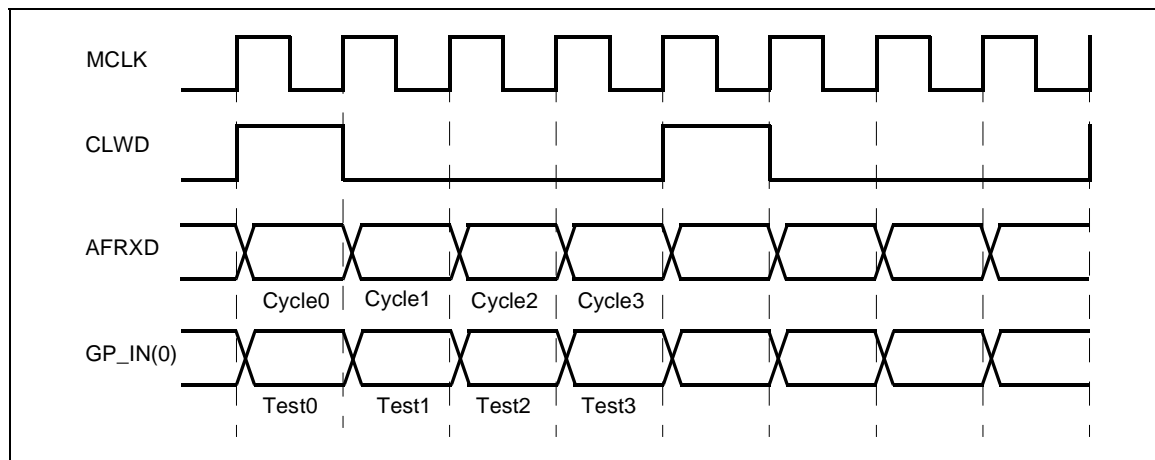 MCLK
CLWD
AFRXD
Cycle0 Cycle1 Cycle2 Cycle3
GP_IN(0)
Test0 Test1 Test2 Test3